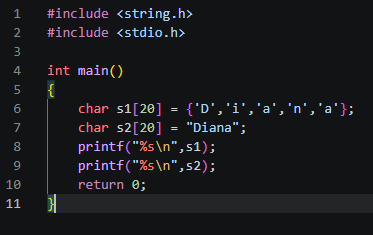 1 #include <string.h>
2 #include <stdio.h>
3
4 int main()
5 {
6     char s1[20] = {'D','i','a','n','a'};
7     char s2[20] = "Diana";
8     printf("%s\n",s1);
9     printf("%s\n",s2);
10     return 0;
11 }